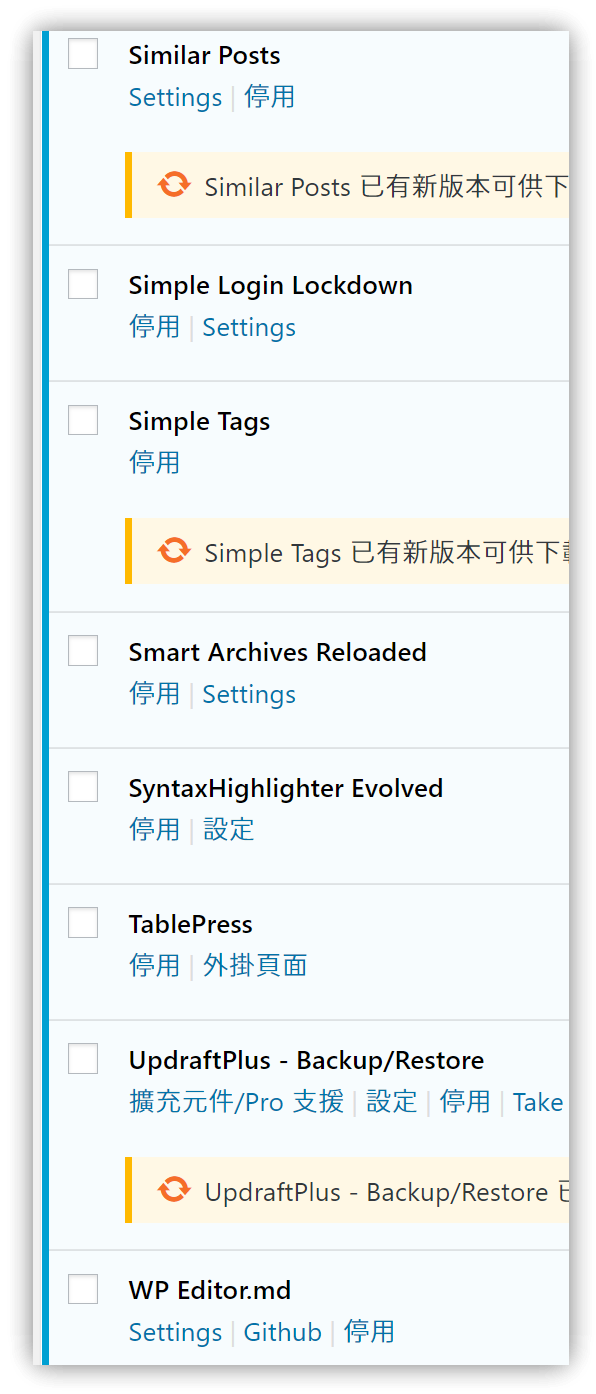 Similar Posts
Settings | 停用
Similar Posts 已有新版本可供下
Simple Login Lockdown
停用 | Settings
Simple Tags
停用
Simple Tags 已有新版本可供下載
Smart Archives Reloaded
停用 | Settings
SyntaxHighlighter Evolved
停用 | 設定
TablePress
停用 | 外掛頁面
UpdraftPlus - Backup/Restore
擴充元件/Pro 支援 | 設定 | 停用 | Take
UpdraftPlus - Backup/Restore
WP Editor.md
Settings | Github | 停用